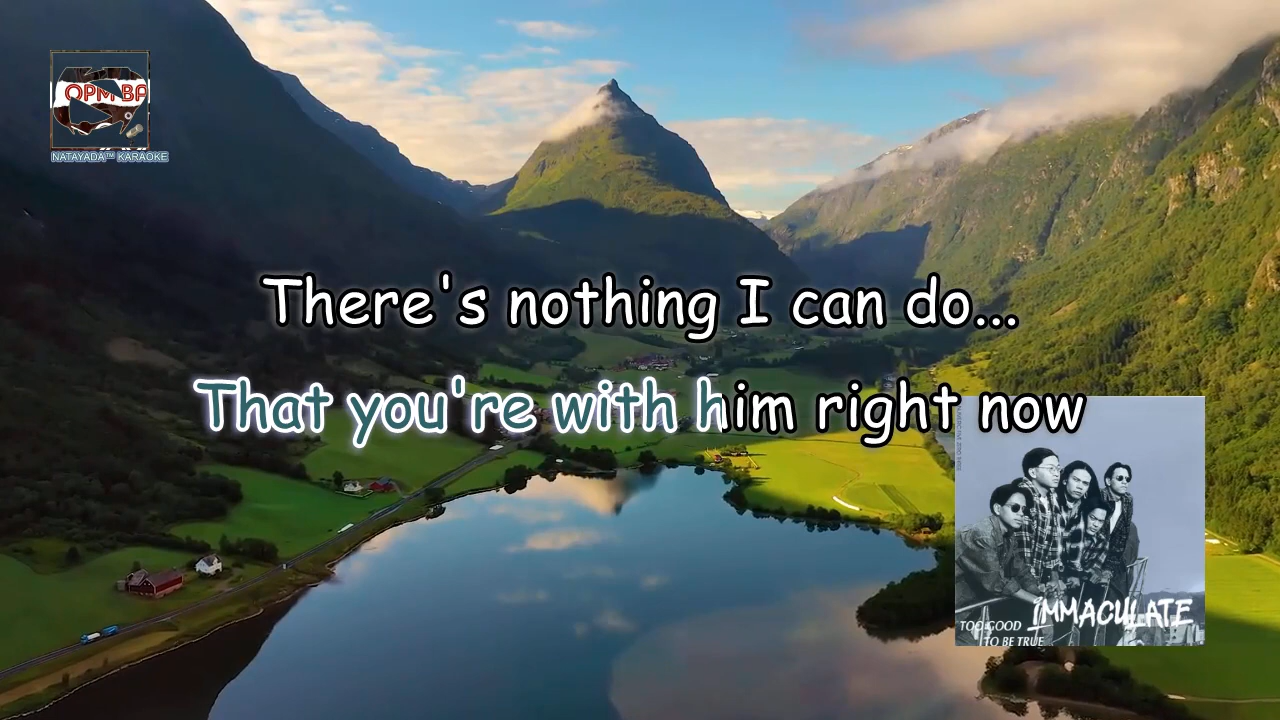 OPM BA
NATAYADA™ KARAOKE
There's nothing I can do...
That you're with him right now
IMMACULATE
TOO GOOD
TO BE TRUE